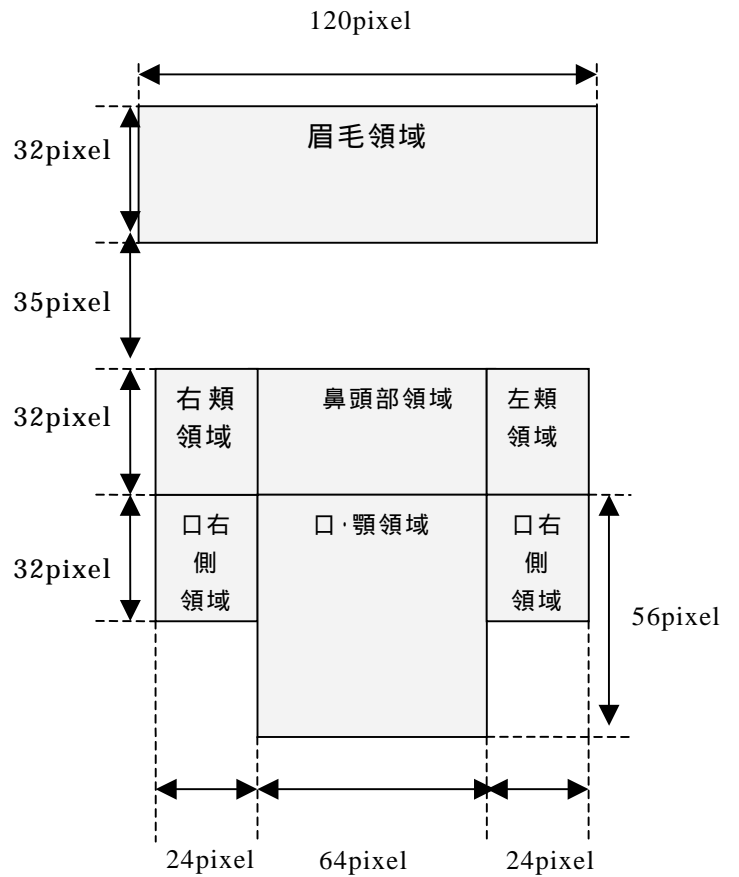 120pixel
32pixel
眉毛領域
35pixel
32pixel
右頬
領域
鼻頭部領域
左頬
領域
32pixel
口右
側
領域
口・顎領域
口右
側
領域
56pixel
24pixel
64pixel
24pixel